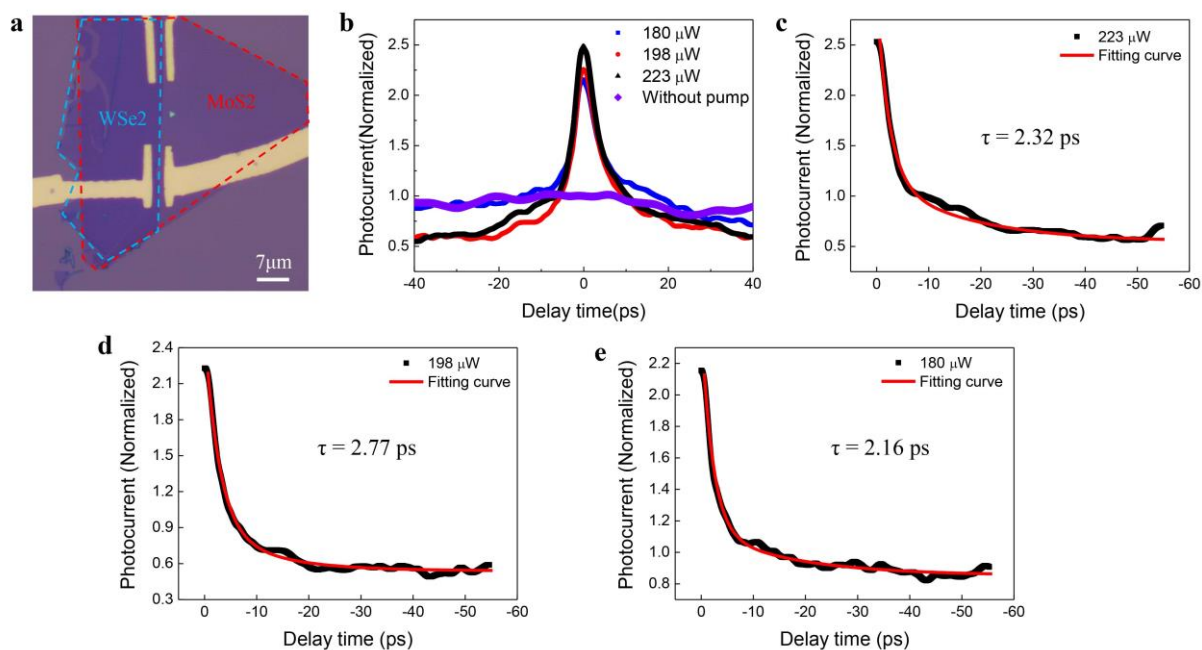 a
WSe2
MoS2
7μm
b
Photocurrent(Normalized)
2.5
2.0
1.5
1.0
0.5
180 μW
198 μW
223 μW
Without pump
-40 -20 0 20 40
Delay time(ps)
c
Photocurrent (Normalized)
2.5
2.0
1.5
1.0
0.5
0.0
223 μW
Fitting curve
τ = 2.32 ps
0 -10 -20 -30 -40 -50 -60
Delay time (ps)
d
Photocurrent (Normalized)
2.4
2.1
1.8
1.5
1.2
0.9
0.6
0.3
198 μW
Fitting curve
τ = 2.77 ps
0 -10 -20 -30 -40 -50 -60
Delay time (ps)
e
Photocurrent (Normalized)
2.2
2.0
1.8
1.6
1.4
1.2
1.0
0.8
180 μW
Fitting curve
τ = 2.16 ps
0 -10 -20 -30 -40 -50 -60
Delay time (ps)